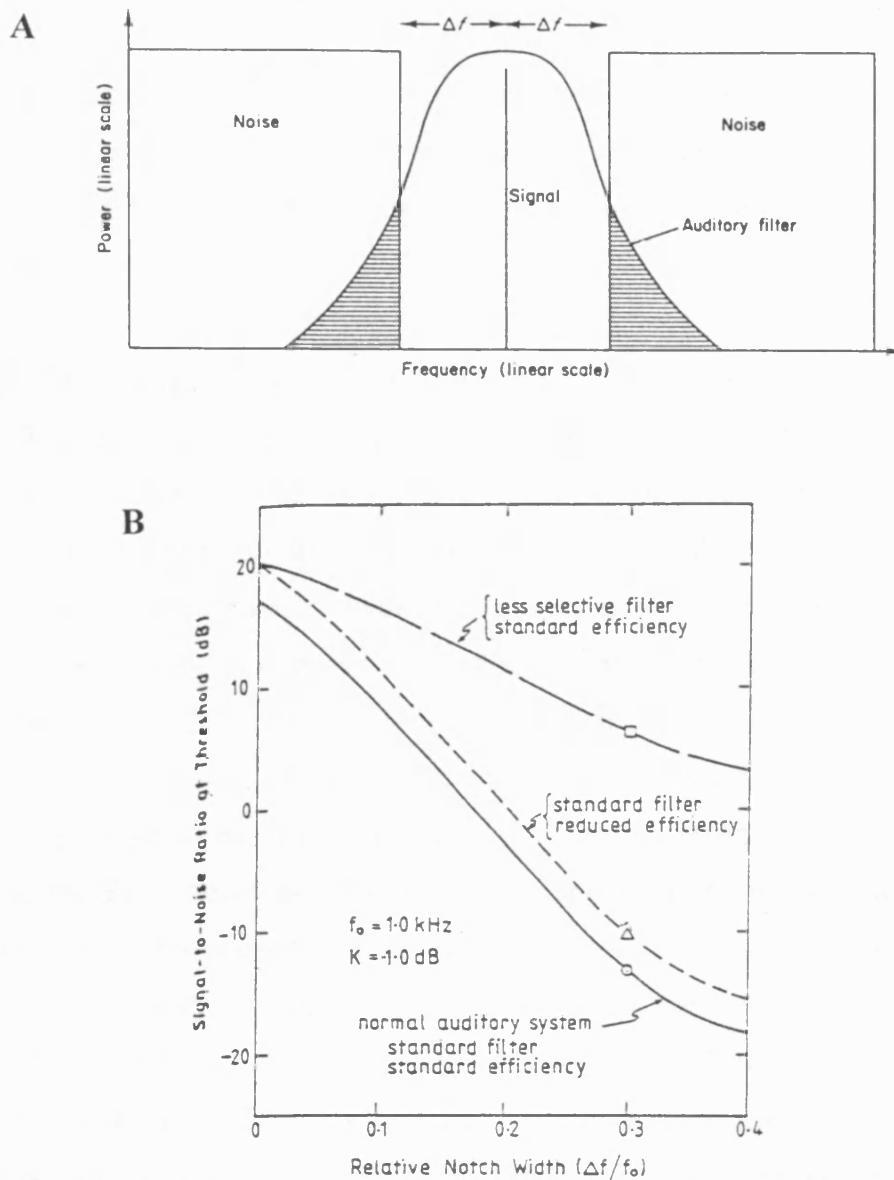 A
Δf Δf
Noise
Noise
Signal
Auditory filter
Power (linear scale)
Frequency (linear scale)
B
20
10
0
-10
-20
Signal-to-Noise Ratio at Threshold (dB)
less selective filter
standard efficiency
standard filter
reduced efficiency
f₀ = 1·0 kHz
K = -1·0 dB
normal auditory system
standard filter
standard efficiency
0 0·1 0·2 0·3 0·4
Relative Notch Width (Δf/f₀)